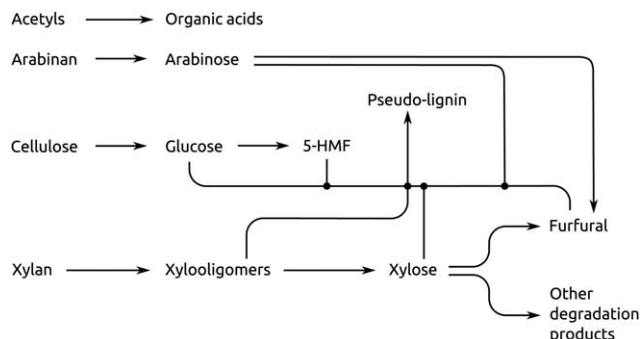 Acetyls
Organic acids
Arabinan
Arabinose
Pseudo-lignin
Cellulose
Glucose
5-HMF
Furfural
Xylan
Xylooligomers
Xylose
Other
degradation
products